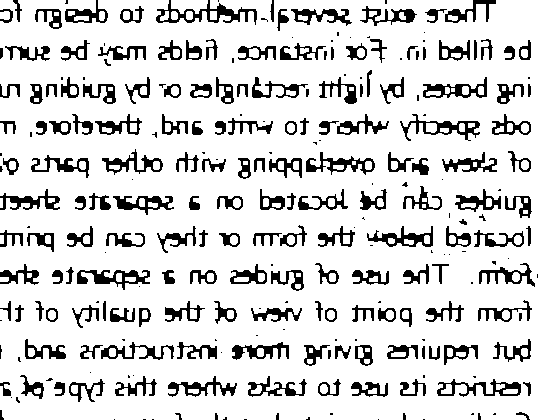 There exist several methods to design fo
be filled in. For instance, fields may be surr
ing boxes, by light rectangles or by guiding ru
ods specify where to write and, therefore, m
of skew and overlapping with other parts o
guides can be located on a separate sheet
located below the form or they can be print
form. The use of guides on a separate she
from the point of view of the quality of th
but requires giving more instructions and,
restricts its use to tasks where this type of a